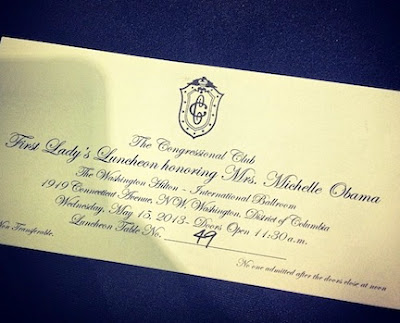 CC
The Congressional Club
First Lady's Luncheon honoring Mrs. Michelle Obama
The Washington Hilton - International Ballroom
1919 Connecticut Avenue, NW, Washington, District of Columbia
Wednesday, May 15, 2013- Doors Open 11:30 a.m.
Luncheon Table No. 49
Non Transferable.
No one admitted after the doors close at noon